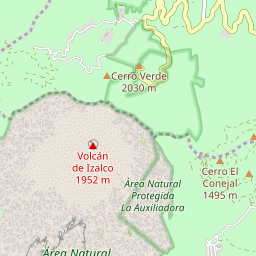 Cerro Verde
2030 m
Volcán
de Izalco
1952 m
Cerro El
Conejal
1495 m
Área Natural
Protegida
La Auxiliadora
Área Natural